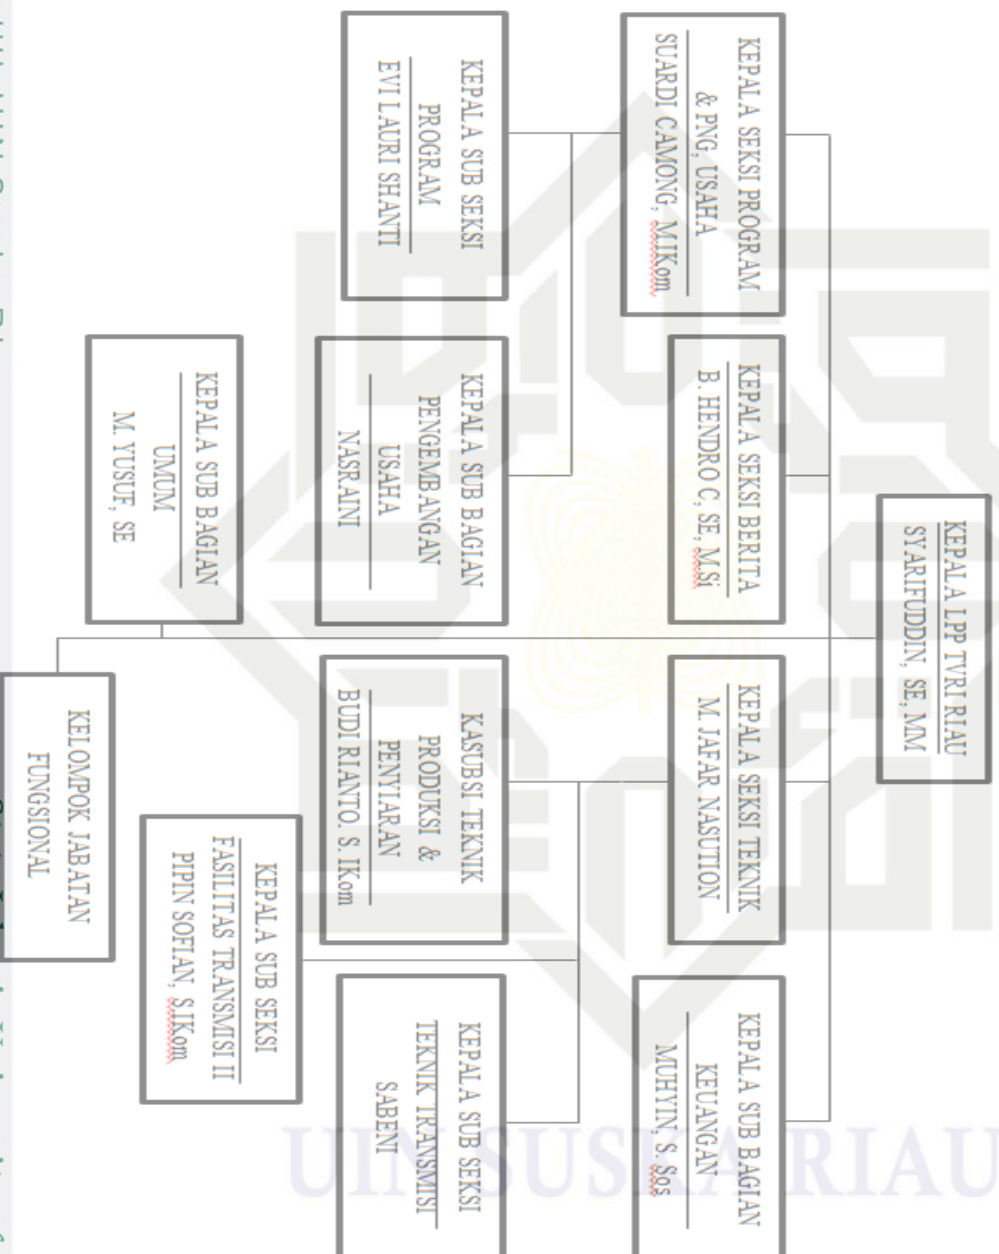 KEPALA LPP TVRI RIAU
SYARIFUDDIN, SE, MM
KEPALA SEKSI PROGRAM
& PNG, USAHA
SUARDI CAMONG, MIKom
KEPALA SEKSI BERITA
B. HENDRO C, SE, M.Si
KEPALA SEKSI TEKNIK
M. JAFAR NASUTION
KEPALA SUB BAGIAN
KEUANGAN
MUHYIN, S. Sos
KEPALA SUB SEKSI
PROGRAM
EVI LAURI SHANTI
KEPALA SUB BAGIAN
PENGEMBANGAN
USAHA
NASRAINI
KASUBSI TEKNIK
PRODUKSI &
PENYIARAN
BUDI RIANTO. S. IKom
KEPALA SUB SEKSI
TEKNIK TRANSMISI
SABENI
KEPALA SUB SEKSI
FASILITAS TRANSMISI II
PIPIN SOFIAN, S.IKom
KEPALA SUB BAGIAN
UMUM
M. YUSUF, SE
KELOMPOK JABATAN
FUNGSIONAL
UIN SUSKA RIAU